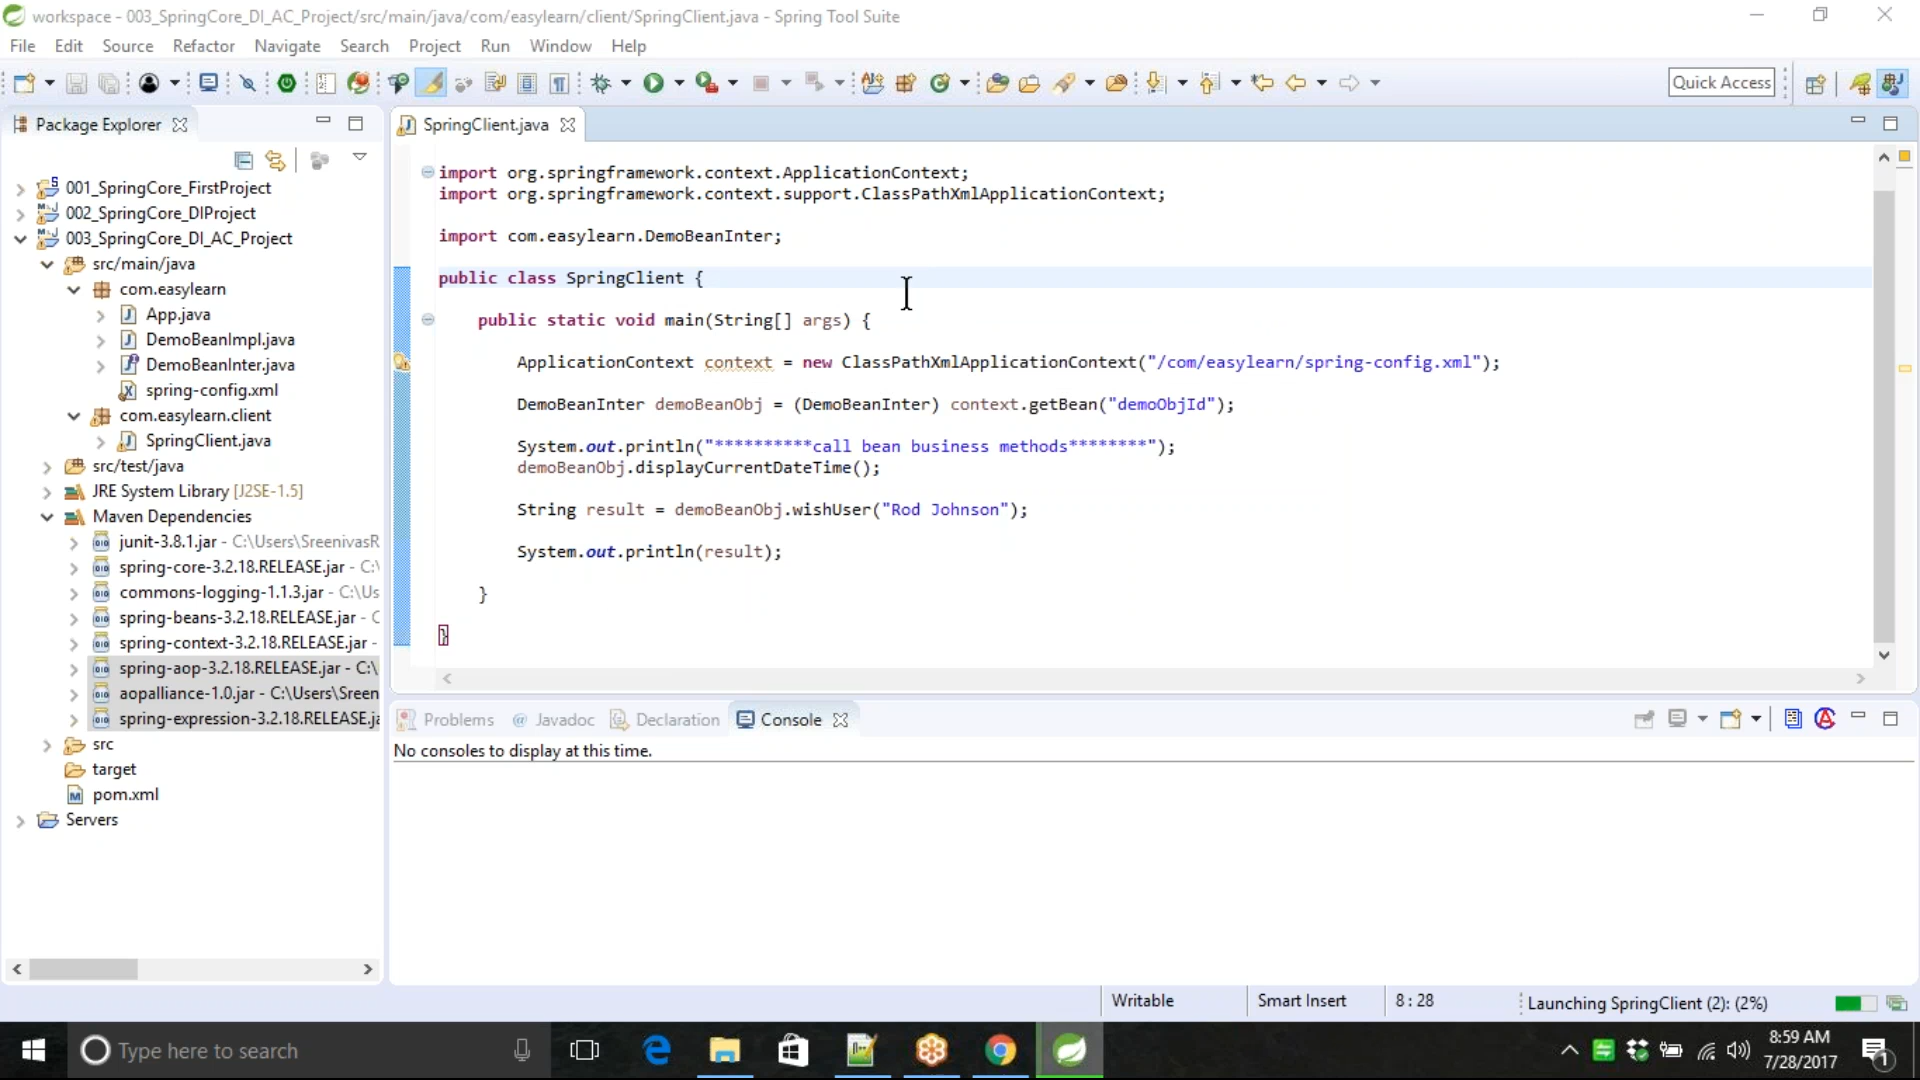 workspace - 003_SpringCore_DI_AC_Project/src/main/java/com/easylearn/client/SpringClient.java - Spring Tool Suite
File Edit Source Refactor Navigate Search Project Run Window Help
Quick Access
Package Explorer
001_SpringCore_FirstProject
002_SpringCore_DIProject
003_SpringCore_DI_AC_Project
src/main/java
com.easylearn
App.java
DemoBeanImpl.java
DemoBeanInter.java
spring-config.xml
com.easylearn.client
SpringClient.java
src/test/java
JRE System Library [J2SE-1.5]
Maven Dependencies
junit-3.8.1.jar - C:\Users\SreenivasR
spring-core-3.2.18.RELEASE.jar - C:\
commons-logging-1.1.3.jar - C:\Us
spring-beans-3.2.18.RELEASE.jar - C
spring-context-3.2.18.RELEASE.jar -
spring-aop-3.2.18.RELEASE.jar - C:\
aopalliance-1.0.jar - C:\Users\Sreen
spring-expression-3.2.18.RELEASE.ja
src
target
pom.xml
Servers
SpringClient.java
import org.springframework.context.ApplicationContext;
import org.springframework.context.support.ClassPathXmlApplicationContext;
import com.easylearn.DemoBeanInter;
public class SpringClient {
public static void main(String[] args) {
ApplicationContext context = new ClassPathXmlApplicationContext("/com/easylearn/spring-config.xml");
DemoBeanInter demoBeanObj = (DemoBeanInter) context.getBean("demoObjId");
System.out.println("**********call bean business methods********");
demoBeanObj.displayCurrentDateTime();
String result = demoBeanObj.wishUser("Rod Johnson");
System.out.println(result);
}
}
Problems @ Javadoc Declaration Console
No consoles to display at this time.
Writable Smart Insert 8 : 28 Launching SpringClient (2): (2%)
Type here to search
8:59 AM
7/28/2017
1